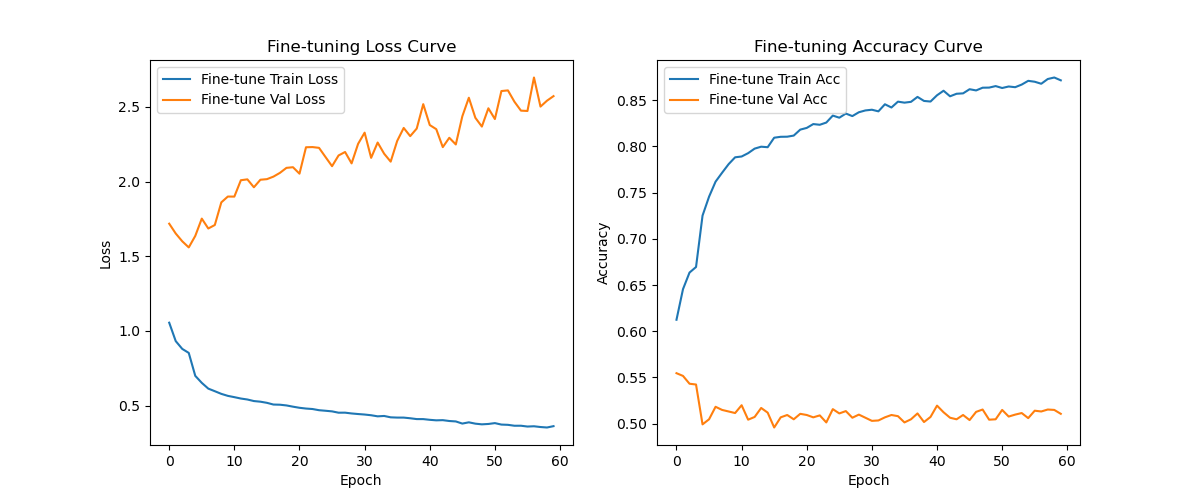 Fine-tuning Loss Curve
Fine-tune Train Loss
Fine-tune Val Loss
2.5
2.0
1.5
1.0
0.5
Loss
0 10 20 30 40 50 60
Epoch
Fine-tuning Accuracy Curve
Fine-tune Train Acc
Fine-tune Val Acc
0.85
0.80
0.75
0.70
0.65
0.60
0.55
0.50
Accuracy
0 10 20 30 40 50 60
Epoch